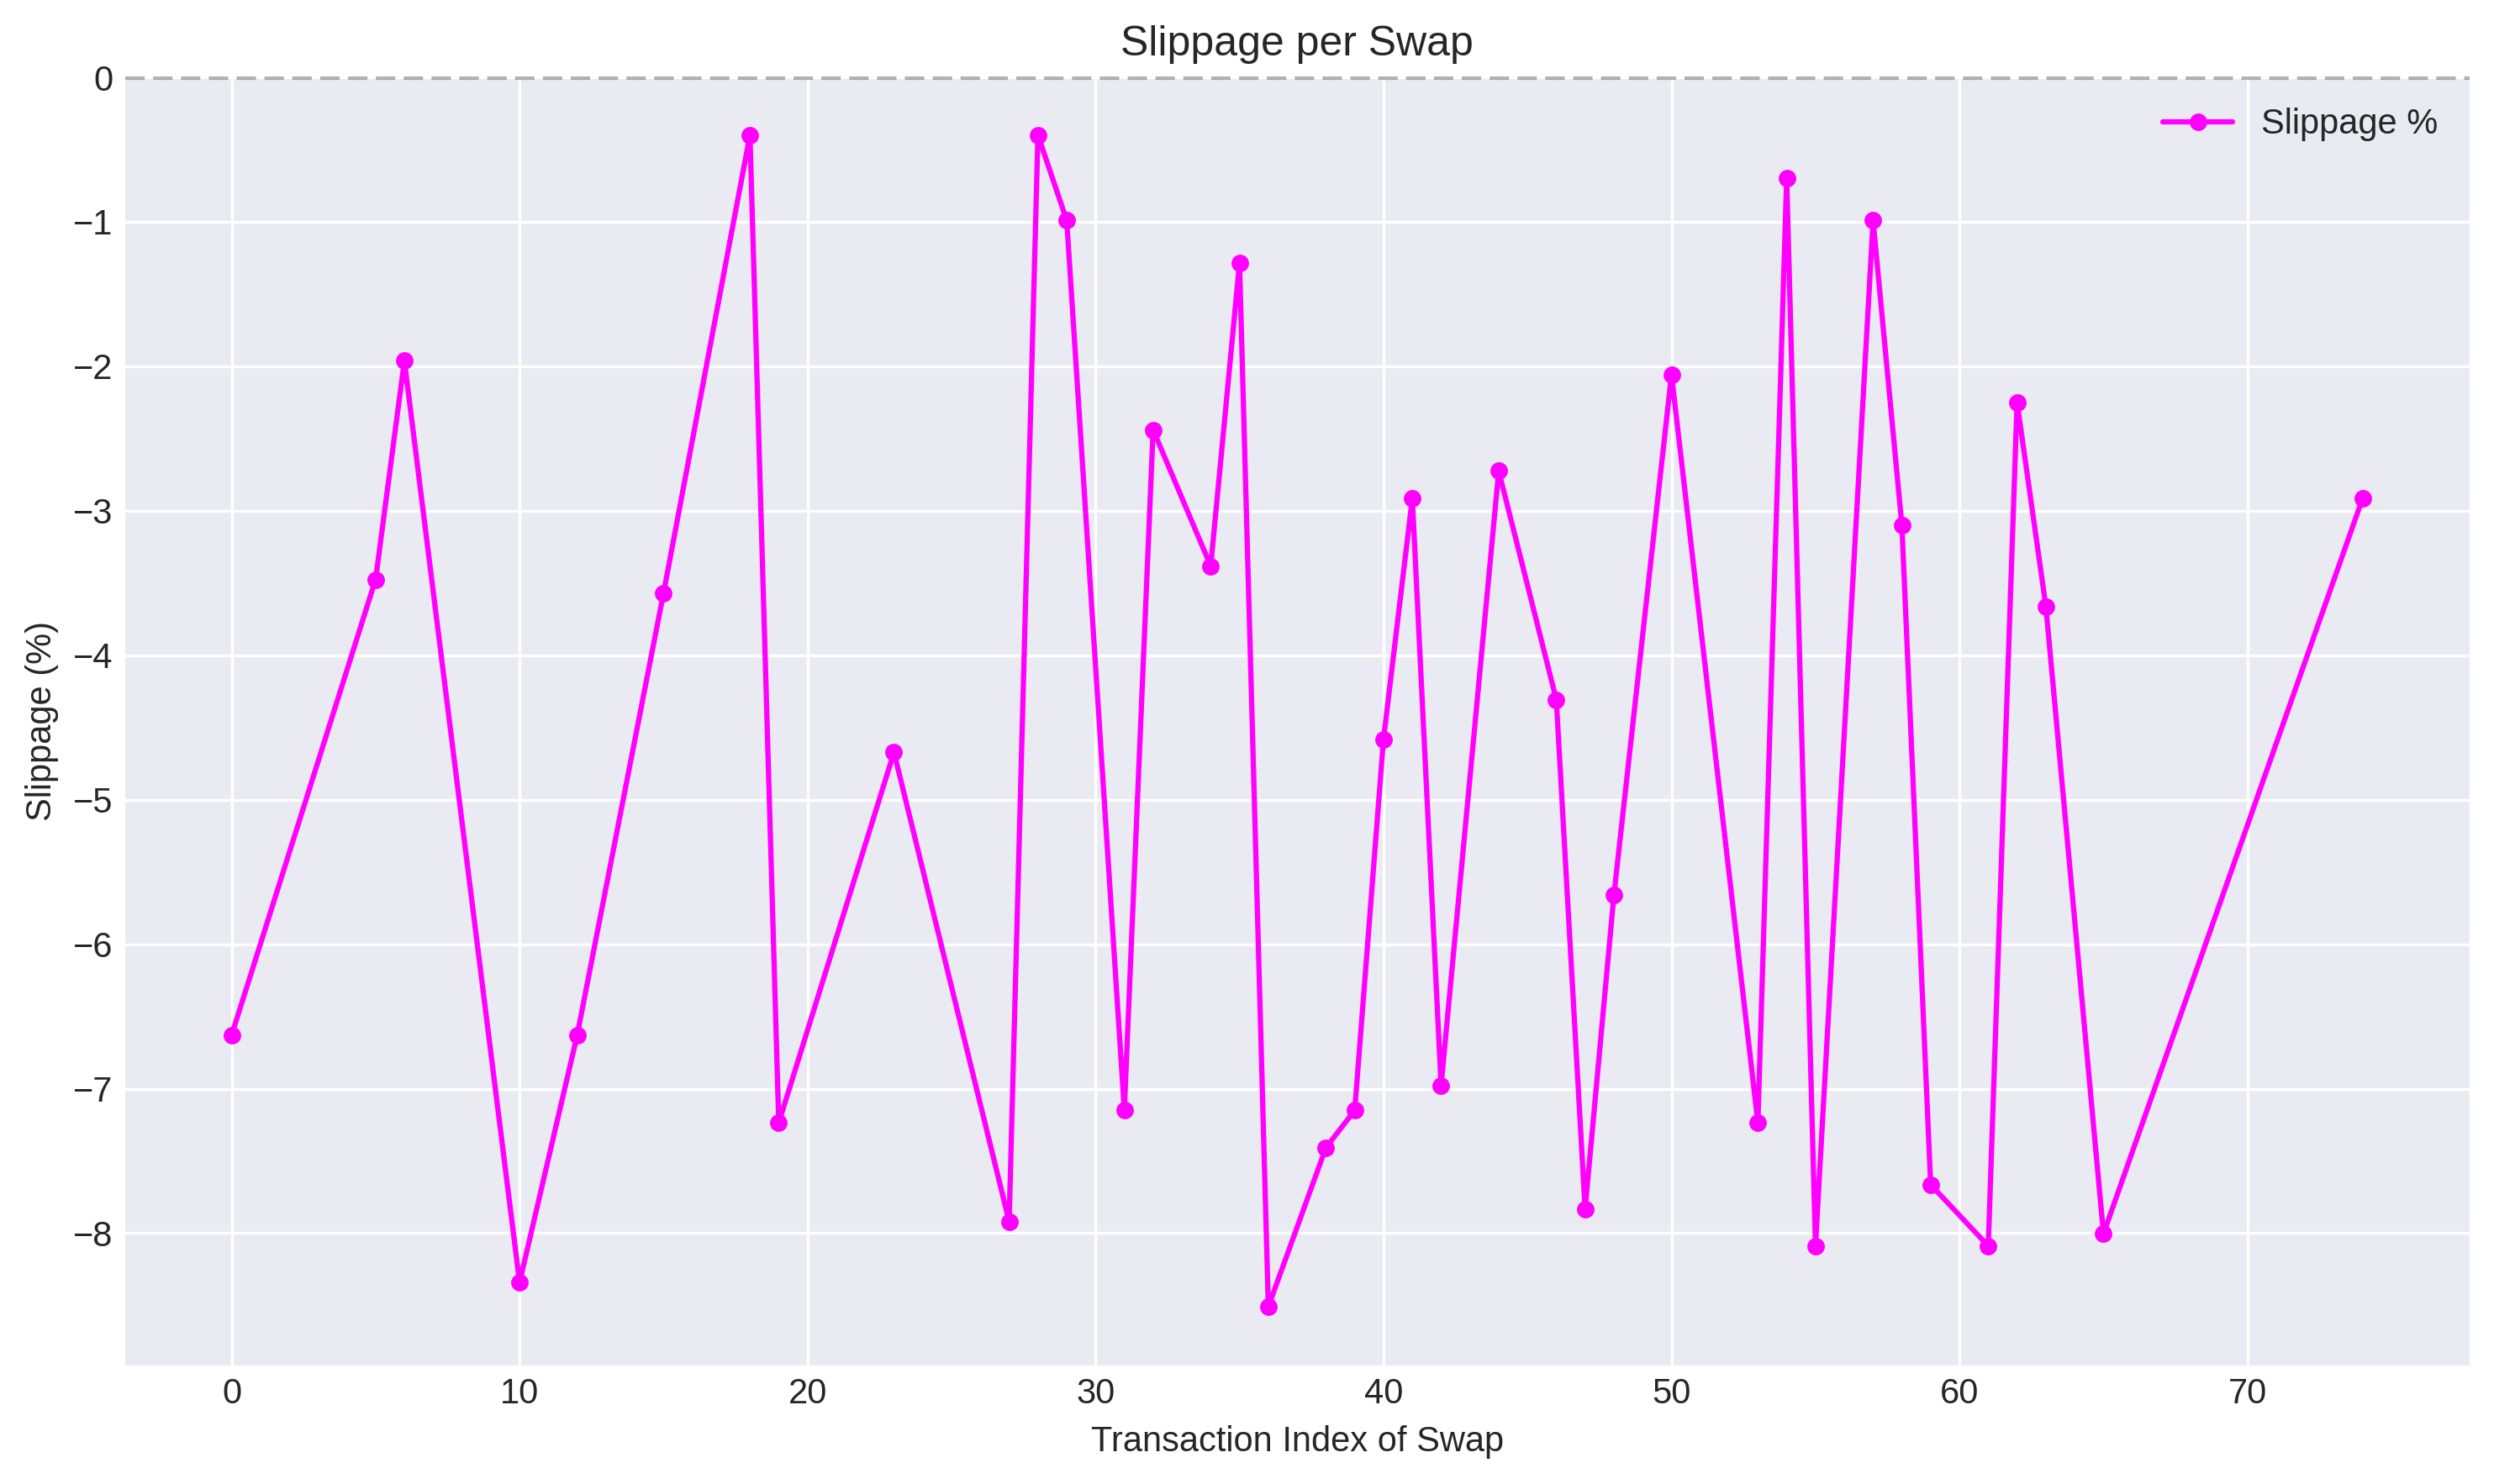 Slippage per Swap
0
−1
−2
−3
−4
−5
−6
−7
−8
Slippage (%)
Slippage %
0 10 20 30 40 50 60 70
Transaction Index of Swap